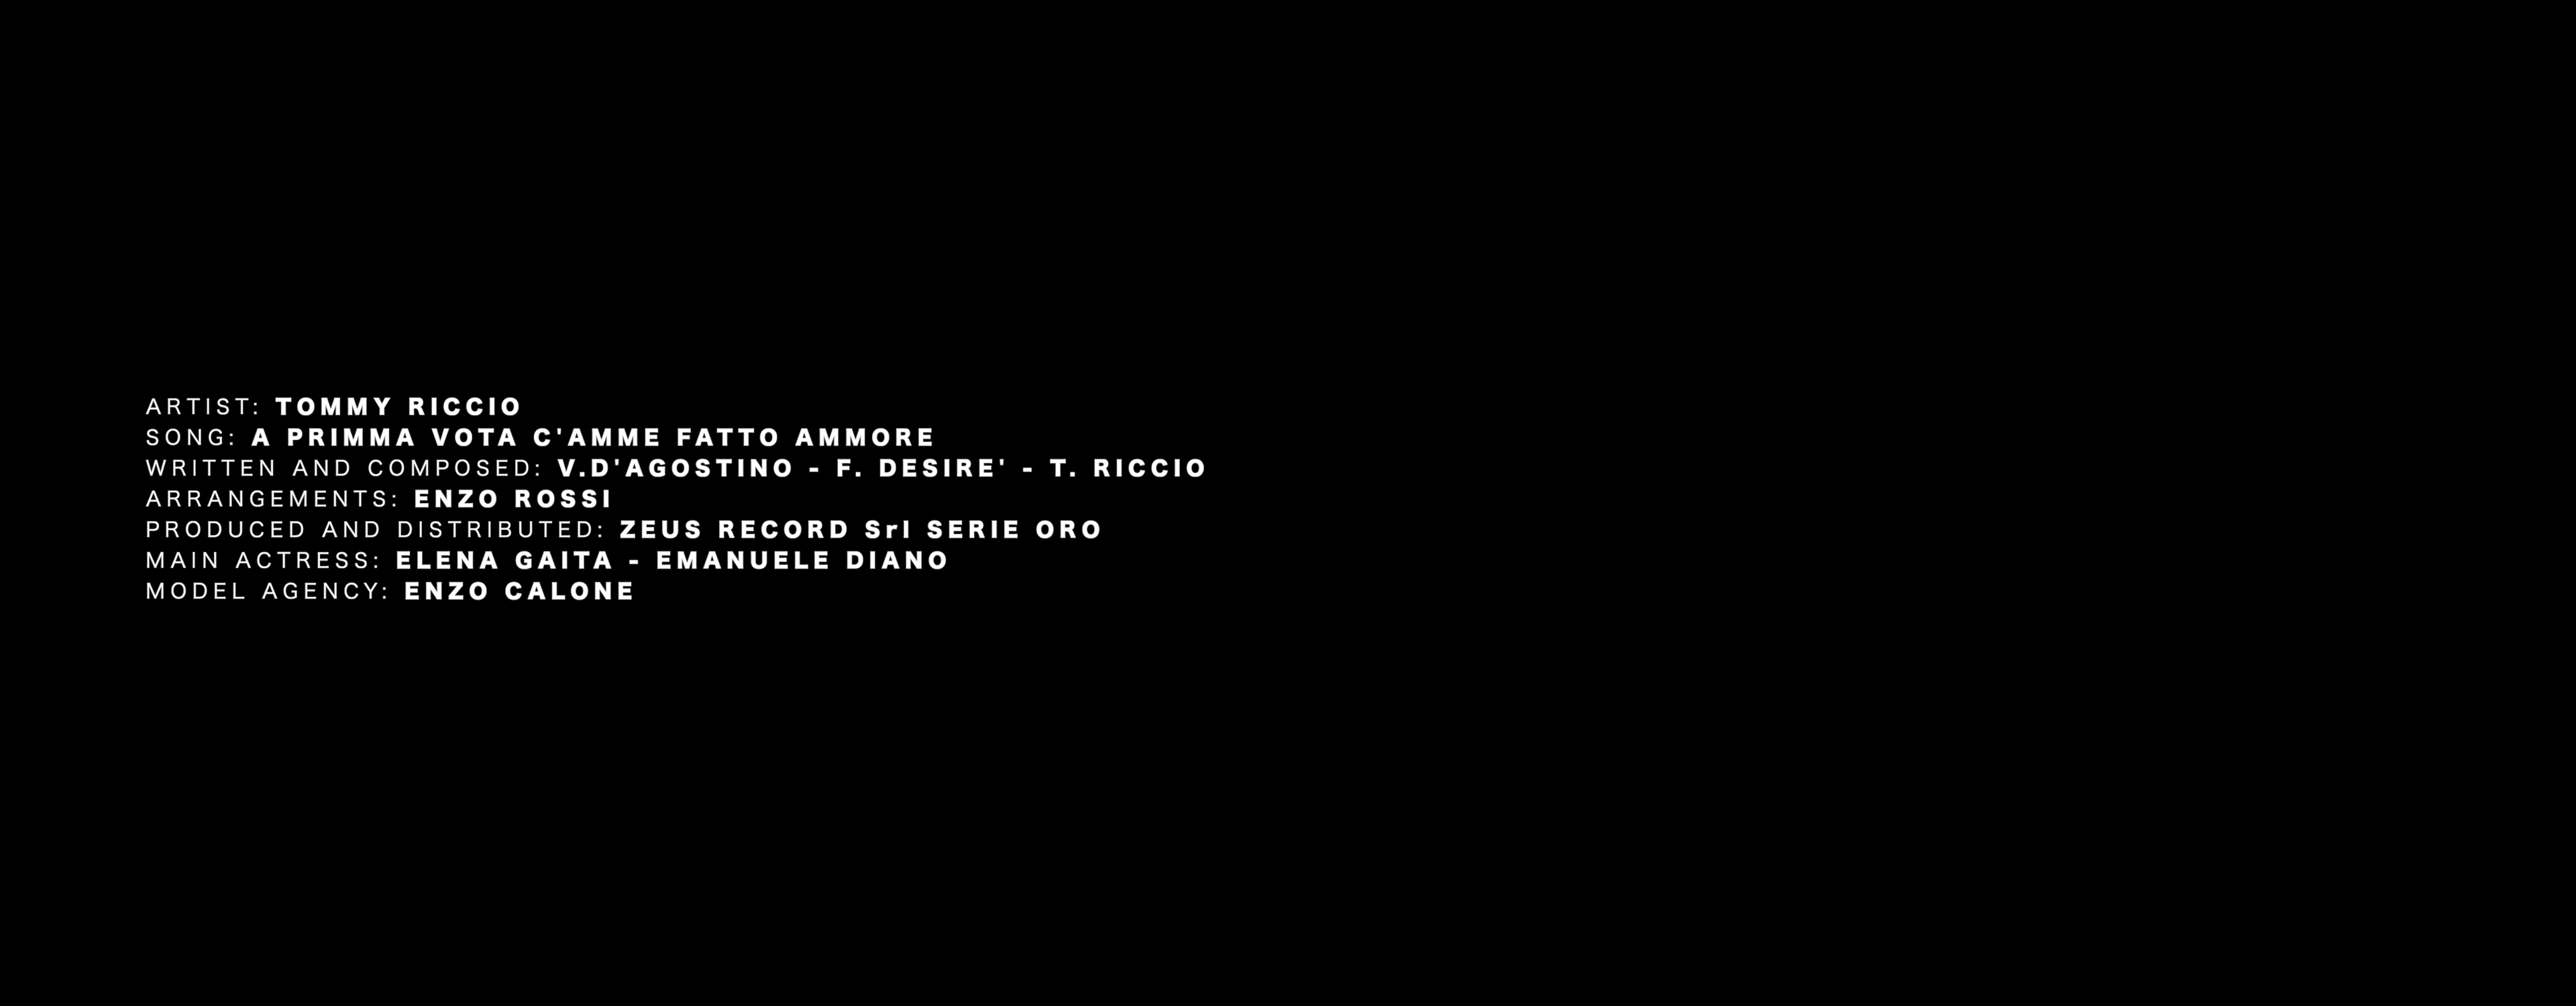 ARTIST: TOMMY RICCIO
SONG: A PRIMMA VOTA C'AMME FATTO AMMORE
WRITTEN AND COMPOSED: V.D'AGOSTINO - F. DESIRE' - T. RICCIO
ARRANGEMENTS: ENZO ROSSI
PRODUCED AND DISTRIBUTED: ZEUS RECORD Srl SERIE ORO
MAIN ACTRESS: ELENA GAITA - EMANUELE DIANO
MODEL AGENCY: ENZO CALONE